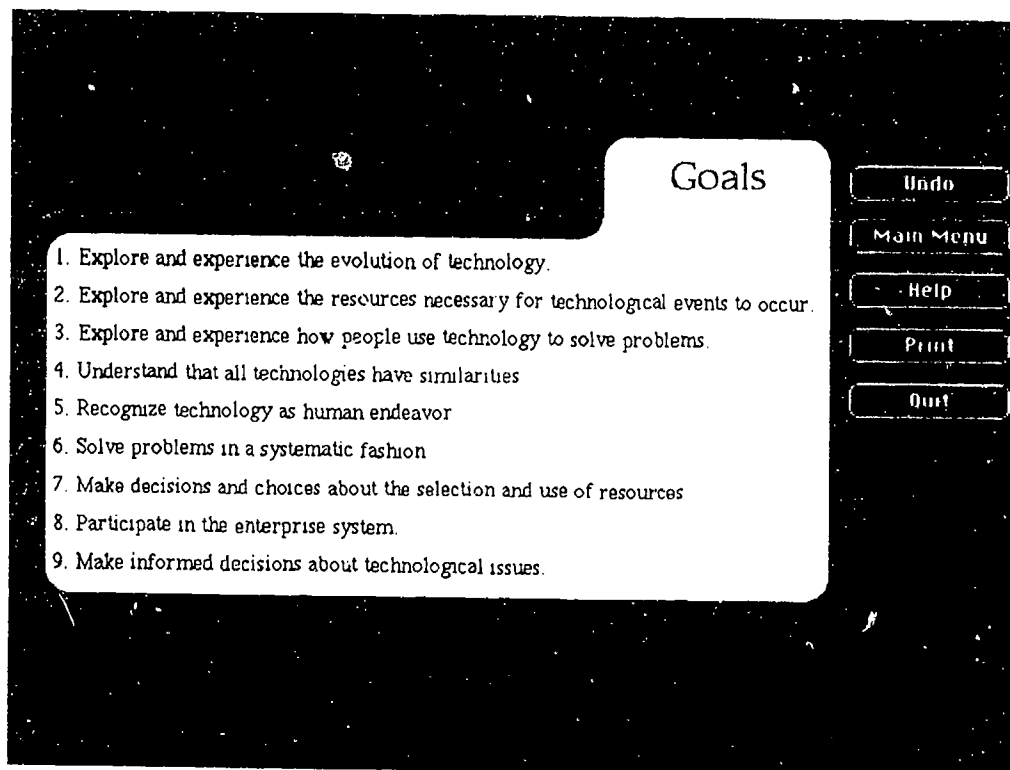 Goals
1. Explore and experience the evolution of technology.
2. Explore and experience the resources necessary for technological events to occur.
3. Explore and experience how people use technology to solve problems.
4. Understand that all technologies have similarities
5. Recognize technology as human endeavor
6. Solve problems in a systematic fashion
7. Make decisions and choices about the selection and use of resources
8. Participate in the enterprise system.
9. Make informed decisions about technological issues.
Undo
Main Menu
Help
Print
Quit